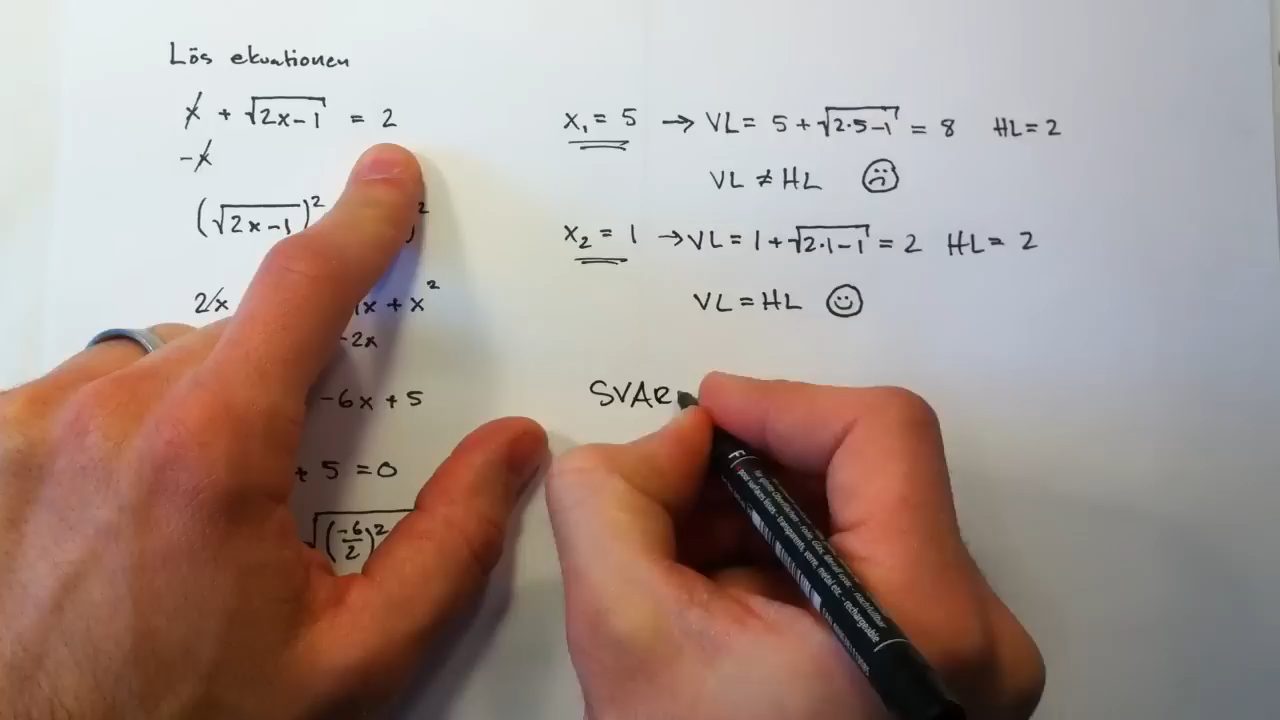 Lös ekvationen
x + √2x-1 = 2
-x
(√2x-1)² )²
2x 4x + x²
-2x
-6x + 5
+ 5 = 0
√(-6/2)²
x₁ = 5 → VL = 5 + √2·5-1 = 8 HL = 2
VL ≠ HL ☹
x₂ = 1 → VL = 1 + √2·1-1 = 2 HL = 2
VL = HL ☺
SVAR